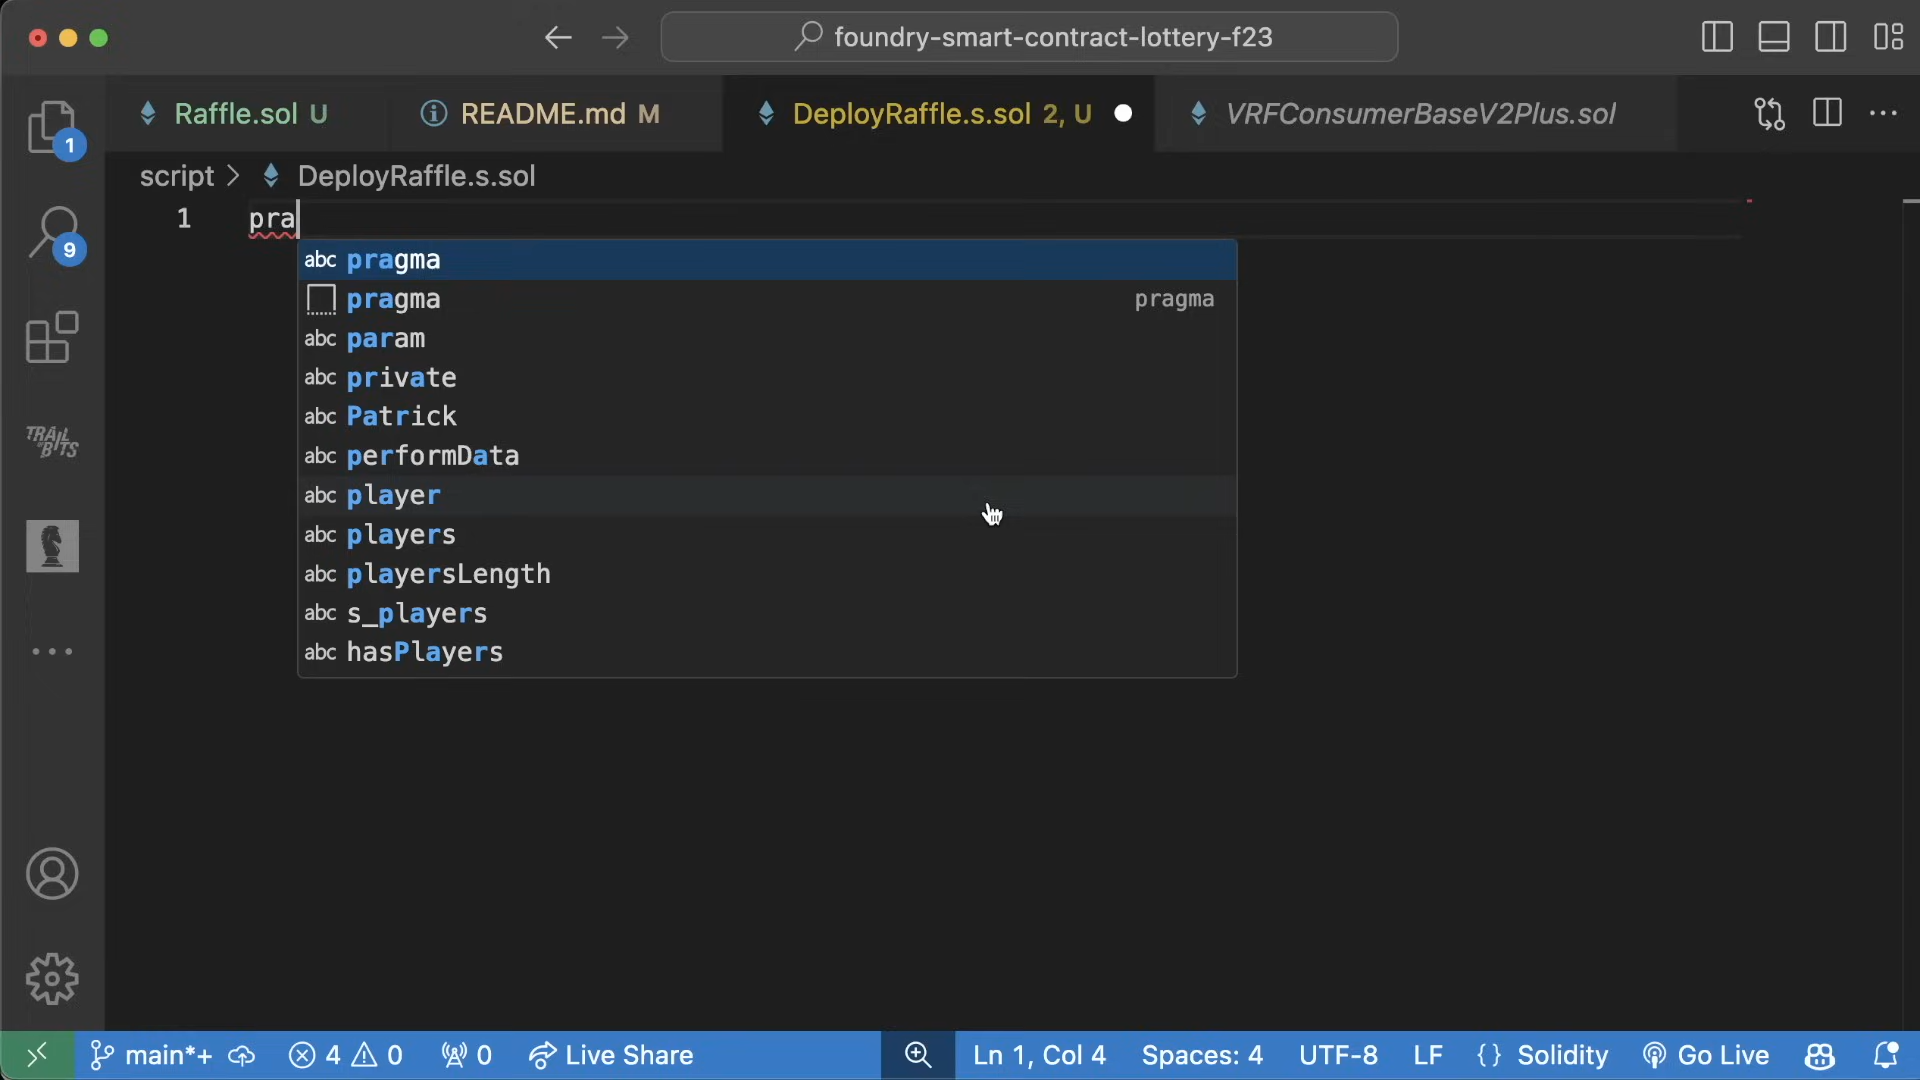 foundry-smart-contract-lottery-f23
Raffle.sol U
README.md M
DeployRaffle.s.sol 2, U
VRFConsumerBaseV2Plus.sol
script > DeployRaffle.s.sol
1 pra
abc pragma
pragma pragma
abc param
abc private
abc Patrick
abc performData
abc player
abc players
abc playersLength
abc s_players
abc hasPlayers
1
9
TRAIL OF BITS
main*+ 4 0 0 Live Share Ln 1, Col 4 Spaces: 4 UTF-8 LF {} Solidity Go Live